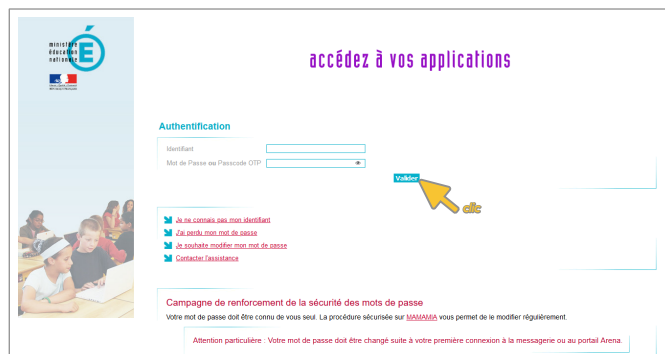 ministère
éducation
nationale
É
accédez à vos applications
Authentification
Identifiant
Mot de Passe ou Passcode OTP
Valider
clic
Je ne connais pas mon identifiant
J'ai perdu mon mot de passe
Je souhaite modifier mon mot de passe
Contacter l'assistance
Campagne de renforcement de la sécurité des mots de passe
Votre mot de passe doit être connu de vous seul. La procédure sécurisée sur MAMAMiA vous permet de le modifier régulièrement.
Attention particulière : Votre mot de passe doit être changé suite à votre première connexion à la messagerie ou au portail Arena.